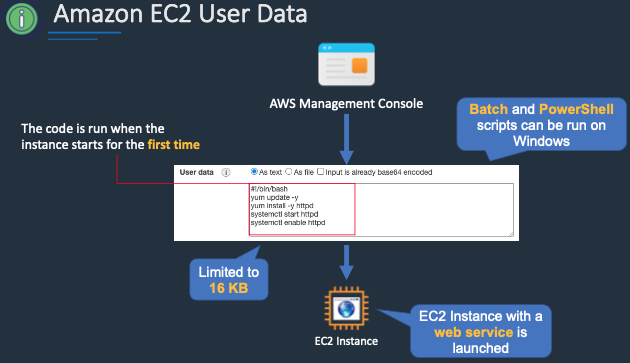 Amazon EC2 User Data
AWS Management Console
Batch and PowerShell
scripts can be run on
Windows
The code is run when the
instance starts for the first time
User data As text As file Input is already base64 encoded
#!/bin/bash
yum update -y
yum install -y httpd
systemctl start httpd
systemctl enable httpd
Limited to
16 KB
EC2 Instance with a
web service is
launched
EC2 Instance